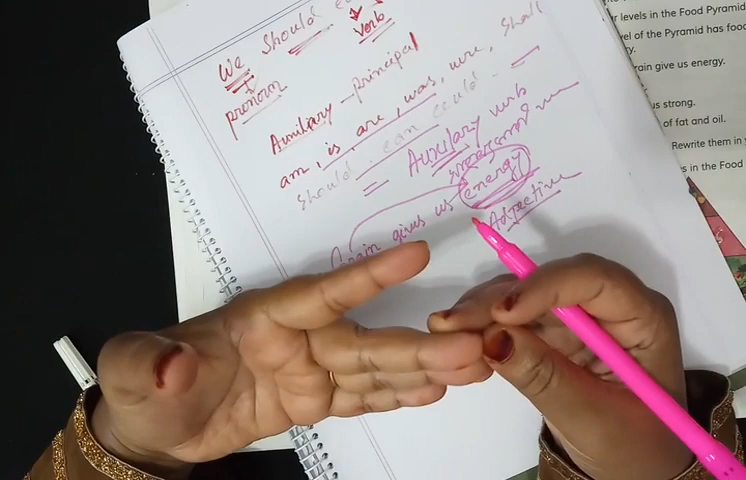 We should
Verb
pronoun
Auxiliary - principal
am, is, are, was, were, shall
should - can could -
= Auxilary verb
Grain gives us energy
Adjective
r levels in the Food Pyramid
vel of the Pyramid has food
rain give us energy.
us strong.
of fat and oil.
Rewrite them in y
s in the Food